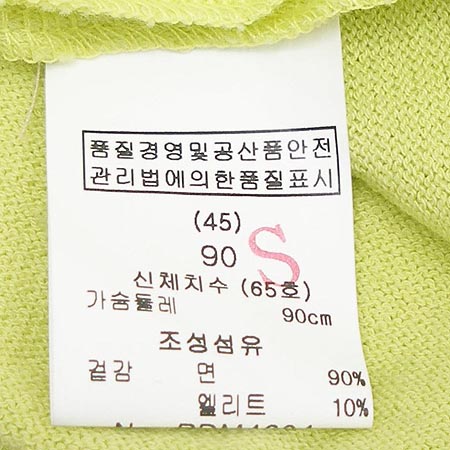 품질경영및공산품안전
관리법에의한품질표시
(45)
90 S
신체치수 (65호)
가슴둘레 90cm
조성섬유
겉감 면 90%
엘리트 10%